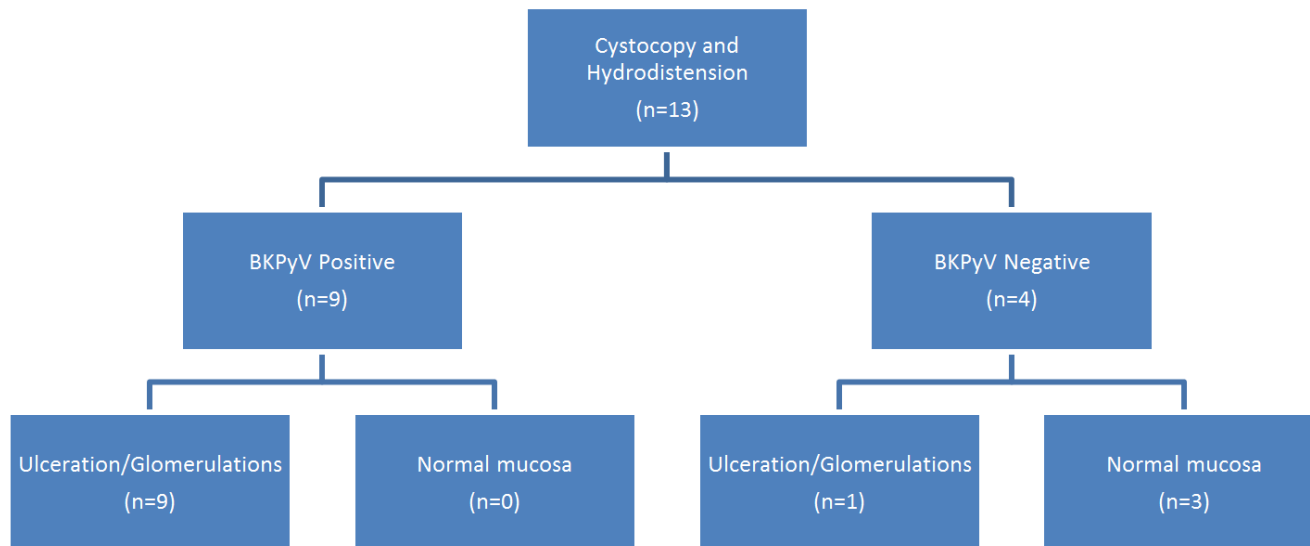 Cystocopy and
Hydrodistension
(n=13)
BKPyV Positive
(n=9)
BKPyV Negative
(n=4)
Ulceration/Glomerulations
(n=9)
Normal mucosa
(n=0)
Ulceration/Glomerulations
(n=1)
Normal mucosa
(n=3)